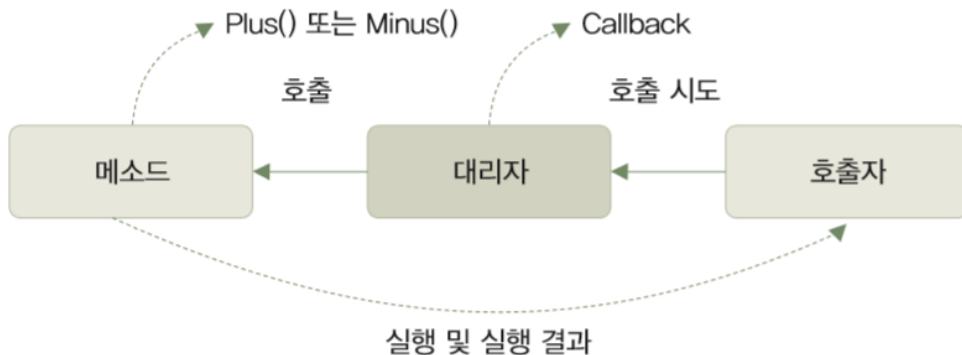 Plus() 또는 Minus()
Callback
호출
호출 시도
메소드
대리자
호출자
실행 및 실행 결과